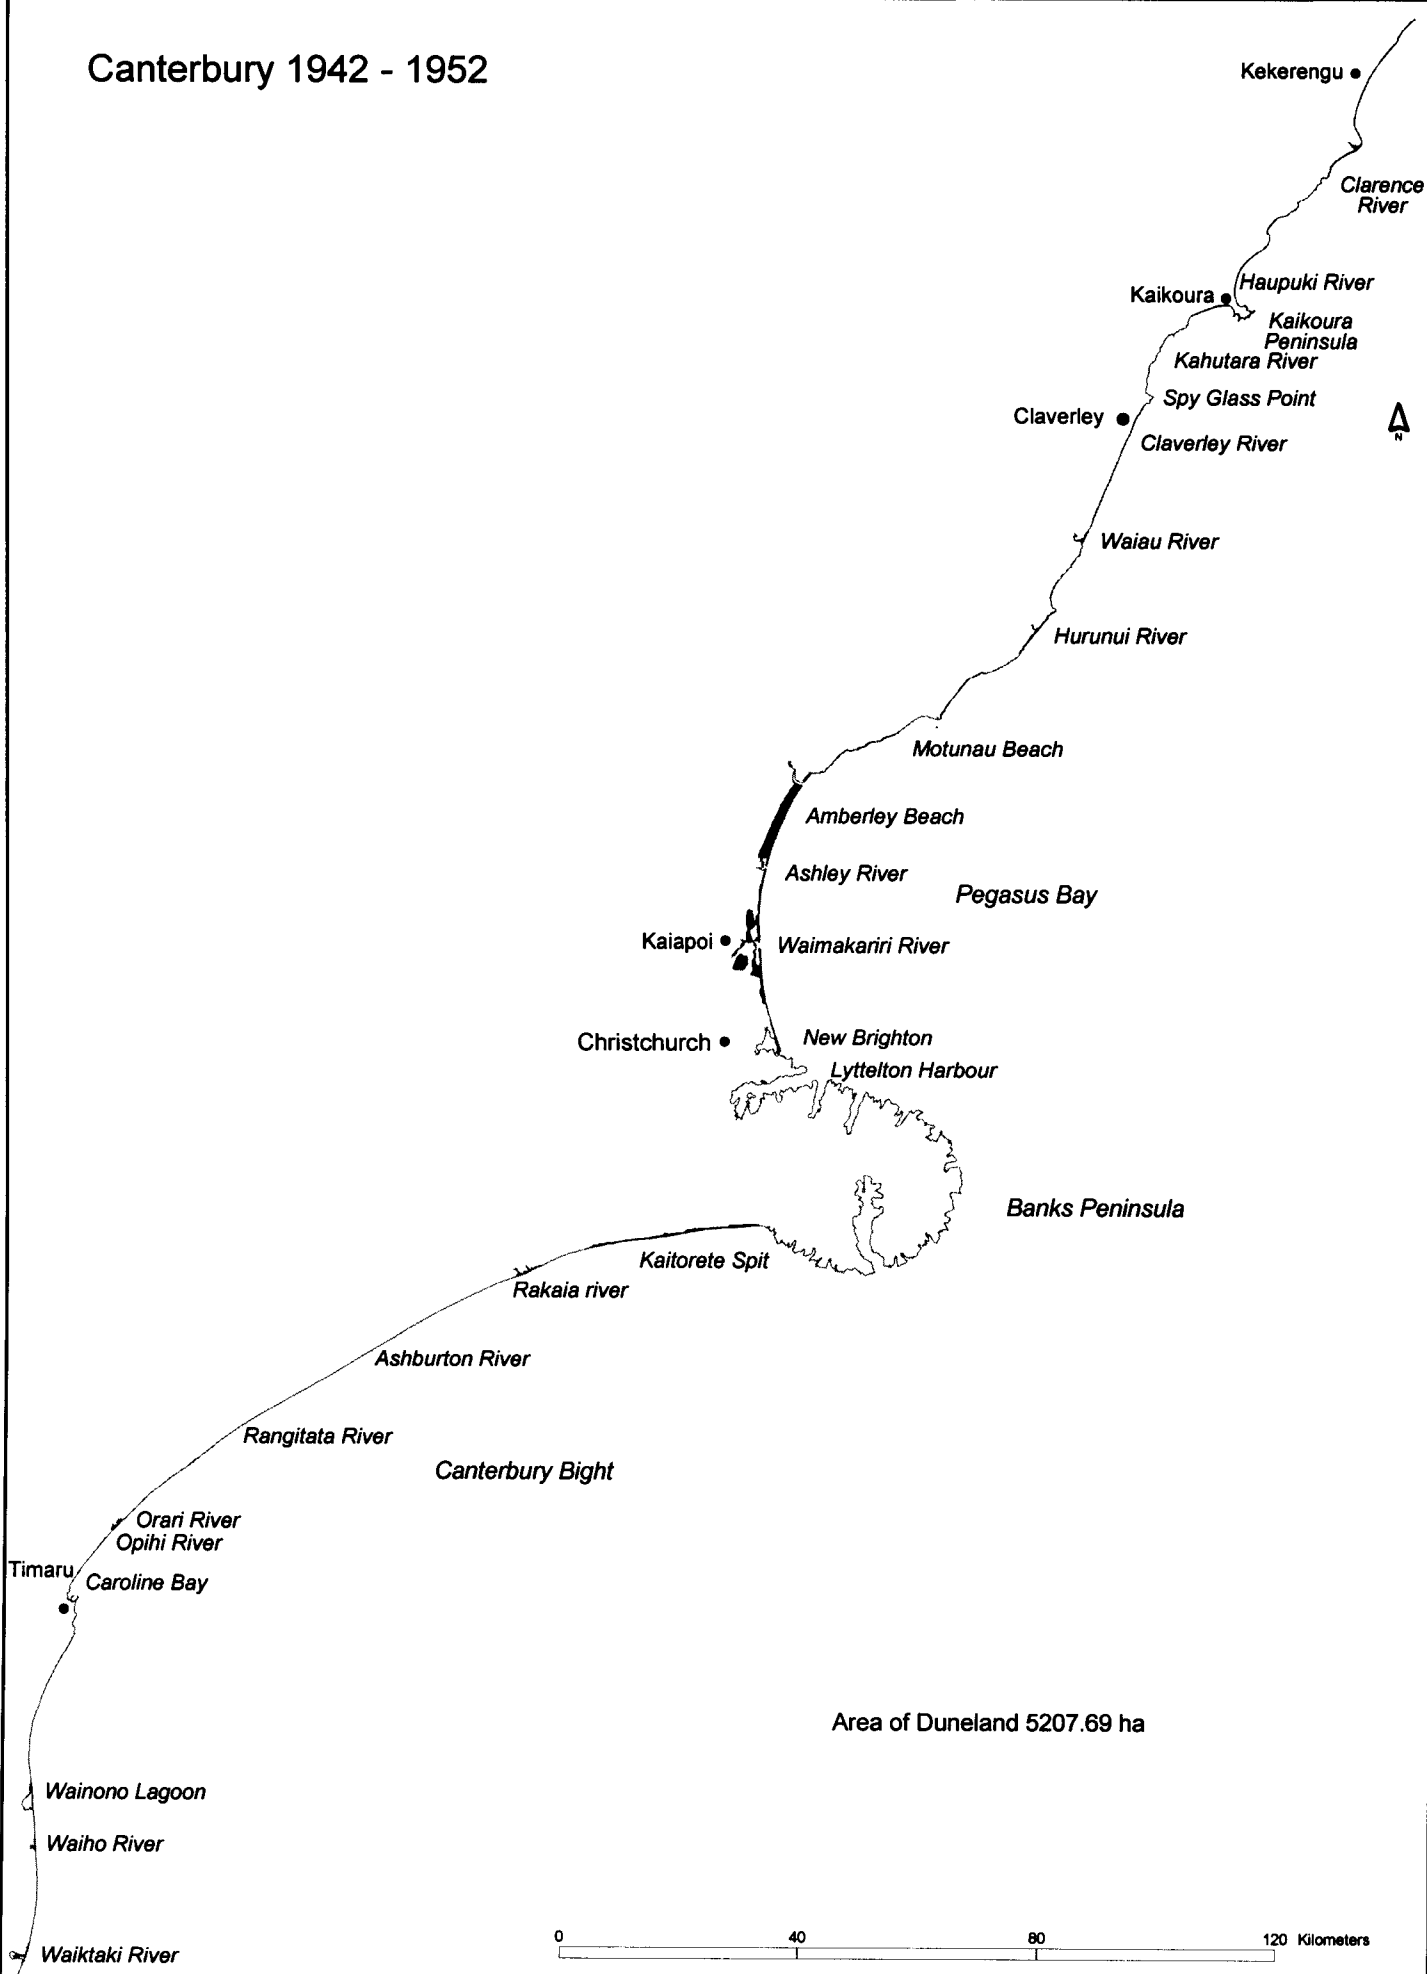 Canterbury 1942 - 1952
Kekerengu
Clarence
River
Haupuki River
Kaikoura
Kaikoura
Peninsula
Kahutara River
Spy Glass Point
Claverley
Claverley River
N
Waiau River
Hurunui River
Motunau Beach
Amberley Beach
Ashley River
Pegasus Bay
Kaiapoi
Waimakariri River
Christchurch
New Brighton
Lyttelton Harbour
Banks Peninsula
Kaitorete Spit
Rakaia river
Ashburton River
Rangitata River
Canterbury Bight
Orari River
Opihi River
Timaru
Caroline Bay
Area of Duneland 5207.69 ha
Wainono Lagoon
Waiho River
Waiktaki River
0 40 80 120 Kilometers